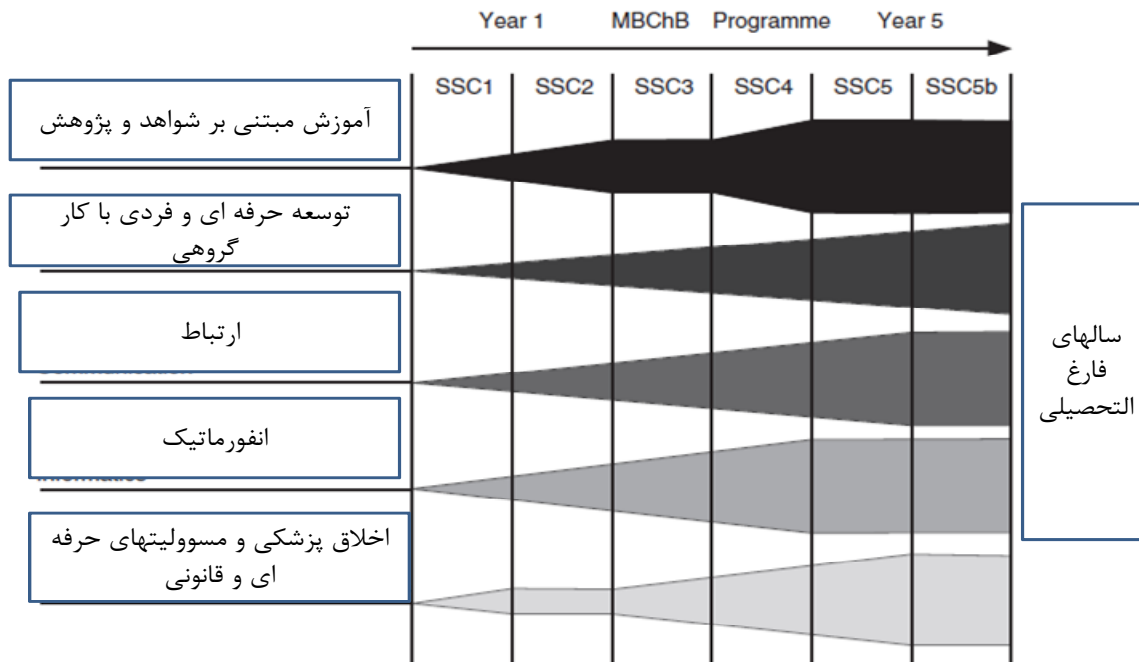 Year 1 MBChB Programme Year 5
SSC1 SSC2 SSC3 SSC4 SSC5 SSC5b
آموزش مبتنی بر شواهد و پژوهش
توسعه حرفه ای و فردی با کار
گروهی
ارتباط
انفورماتیک
اخلاق پزشکی و مسوولیتهای حرفه
ای و قانونی
سالهای
فارغ
التحصیلی